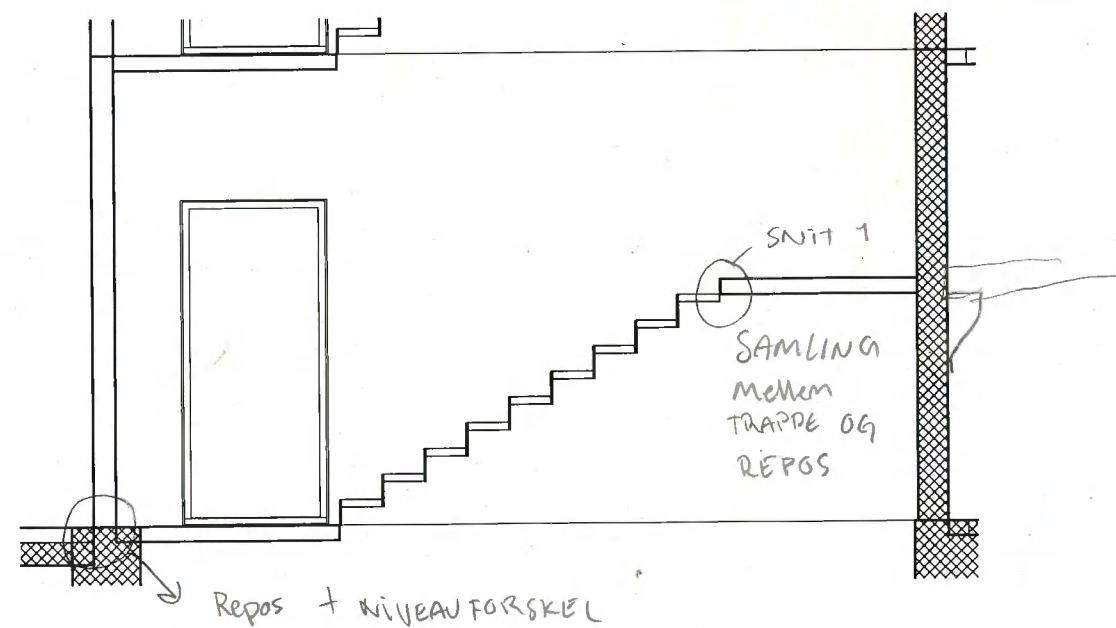 SNiT 1
SAMLING
Mellem
TRAPPE OG
REPOS
Repos + NiVEAUFORSKEL